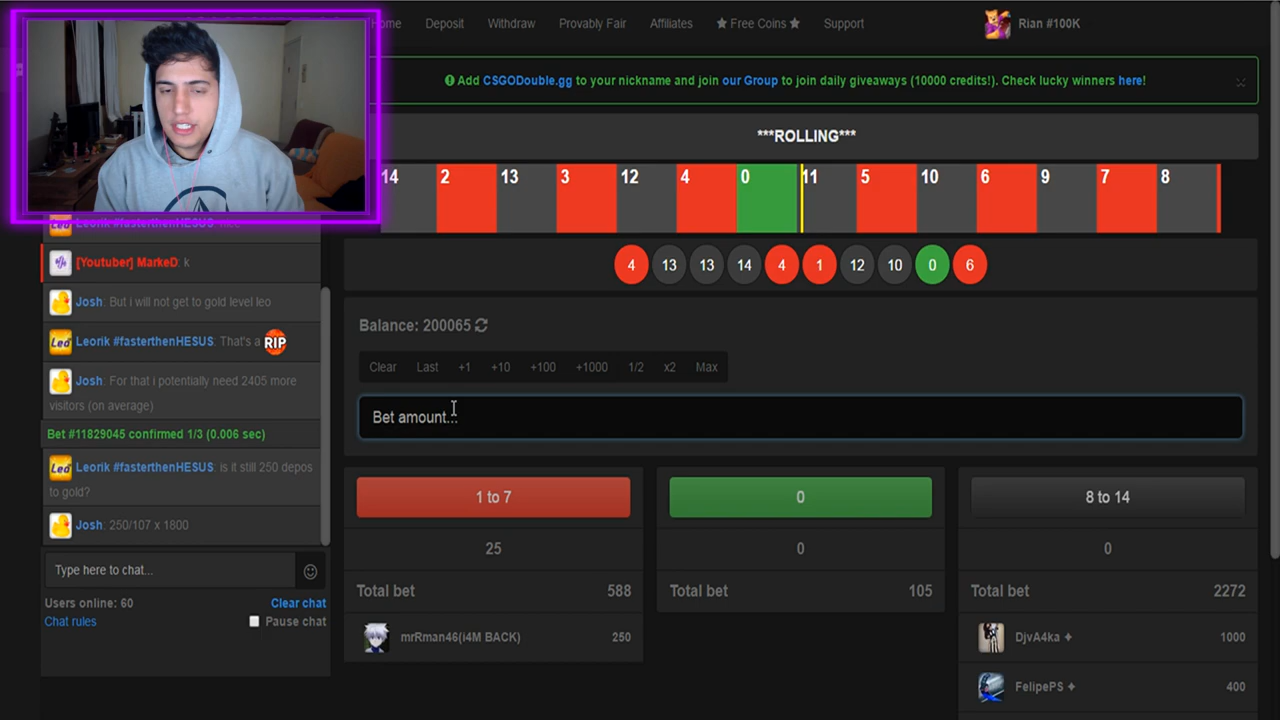 ome Deposit Withdraw Provably Fair Affiliates ★ Free Coins ★ Support Rian #100K
Add CSGODouble.gg to your nickname and join our Group to join daily giveaways (10000 credits!). Check lucky winners here!
***ROLLING***
14 2 13 3 12 4 0 11 5 10 6 9 7 8
4 13 13 14 4 1 12 10 0 6
Leorik #fasterthenHESUS: nice
[Youtuber] MarkeD: k
Josh: But i will not get to gold level leo
Leo Leorik #fasterthenHESUS: That's a RIP
Josh: For that i potentially need 2405 more
visitors (on average)
Bet #11829045 confirmed 1/3 (0.006 sec)
Leo Leorik #fasterthenHESUS: is it still 250 depos
to gold?
Josh: 250/107 x 1800
Type here to chat...
Users online: 60 Clear chat
Chat rules Pause chat
Balance: 200065
Clear Last +1 +10 +100 +1000 1/2 x2 Max
Bet amount...
1 to 7 0 8 to 14
25 0 0
Total bet 588 Total bet 105 Total bet 2272
mrRman46(i4M BACK) 250 DjvA4ka 1000
FelipePS 400